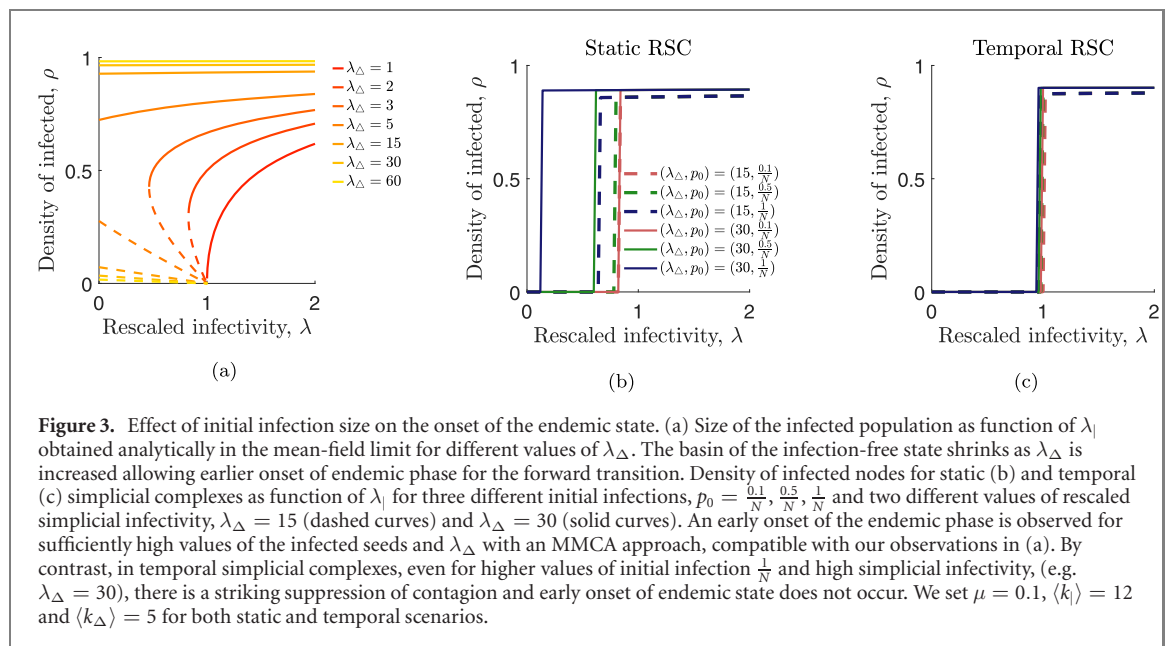 Density of infected, ρ
1
0.5
0
0
1
2
Rescaled infectivity, λ
λ△ = 1
λ△ = 2
λ△ = 3
λ△ = 5
λ△ = 15
λ△ = 30
λ△ = 60
(a)
Static RSC
Density of infected, ρ
1
0.5
0
0
1
2
Rescaled infectivity, λ
(λ△, p₀) = (15, 0.1/N)
(λ△, p₀) = (15, 0.5/N)
(λ△, p₀) = (15, 1/N)
(λ△, p₀) = (30, 0.1/N)
(λ△, p₀) = (30, 0.5/N)
(λ△, p₀) = (30, 1/N)
(b)
Temporal RSC
Density of infected, ρ
1
0.5
0
0
1
2
Rescaled infectivity, λ
(c)
Figure 3. Effect of initial infection size on the onset of the endemic state. (a) Size of the infected population as function of λ|
obtained analytically in the mean-field limit for different values of λΔ. The basin of the infection-free state shrinks as λΔ is
increased allowing earlier onset of endemic phase for the forward transition. Density of infected nodes for static (b) and temporal
(c) simplicial complexes as function of λ| for three different initial infections, p₀ = 0.1/N, 0.5/N, 1/N and two different values of rescaled
simplicial infectivity, λΔ = 15 (dashed curves) and λΔ = 30 (solid curves). An early onset of the endemic phase is observed for
sufficiently high values of the infected seeds and λΔ with an MMCA approach, compatible with our observations in (a). By
contrast, in temporal simplicial complexes, even for higher values of initial infection 1/N and high simplicial infectivity, (e.g.
λΔ = 30), there is a striking suppression of contagion and early onset of endemic state does not occur. We set μ = 0.1, ⟨k|⟩ = 12
and ⟨kΔ⟩ = 5 for both static and temporal scenarios.